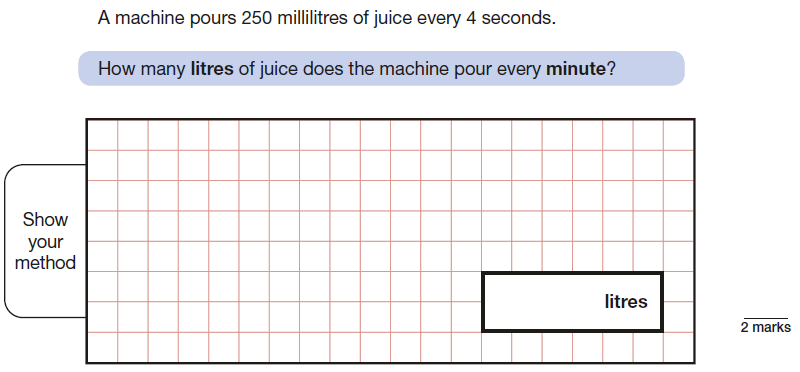 A machine pours 250 millilitres of juice every 4 seconds.
How many litres of juice does the machine pour every minute?
Show
your
method
litres
2 marks